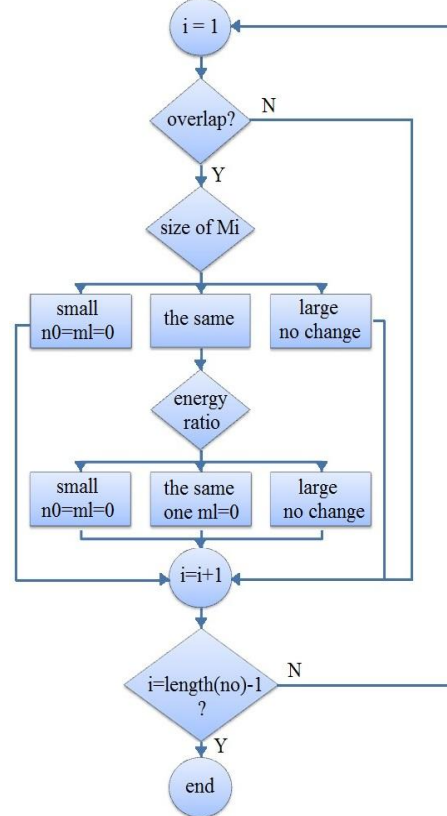 i = 1
overlap?
N
Y
size of Mi
small
n0=ml=0
the same
large
no change
energy
ratio
small
n0=ml=0
the same
one ml=0
large
no change
i=i+1
i=length(no)-1
?
N
Y
end